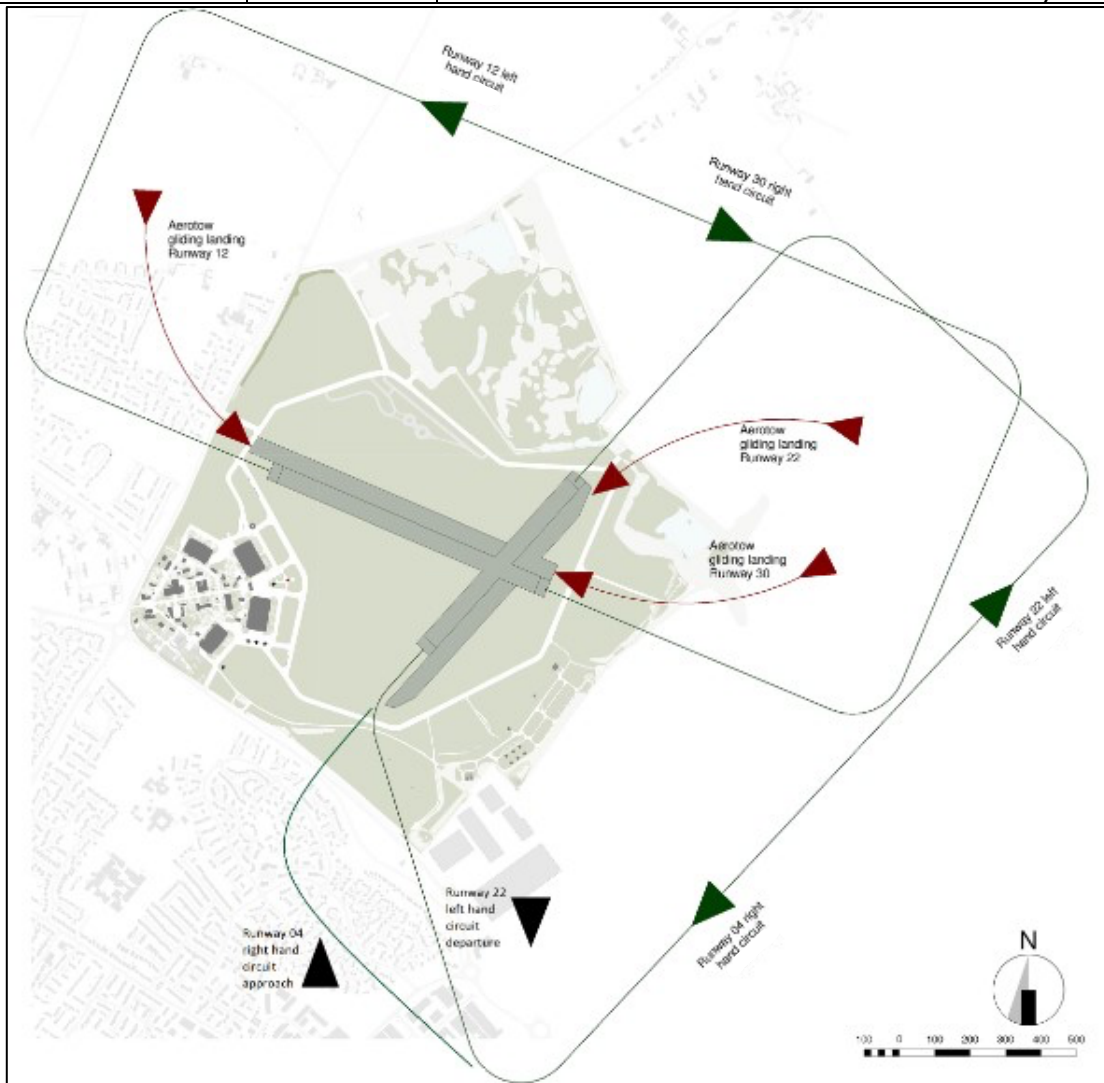 Runway 12 left
hand circuit
Runway 30 right
hand circuit
Aerotow
gliding landing
Runway 12
Aerotow
gliding landing
Runway 22
Aerotow
gliding landing
Runway 30
Runway 22 left
hand circuit
Runway 22
left hand
circuit
departure
Runway 04
right hand
circuit
approach
Runway 04 right
hand circuit
N
100 0 100 200 300 400 500